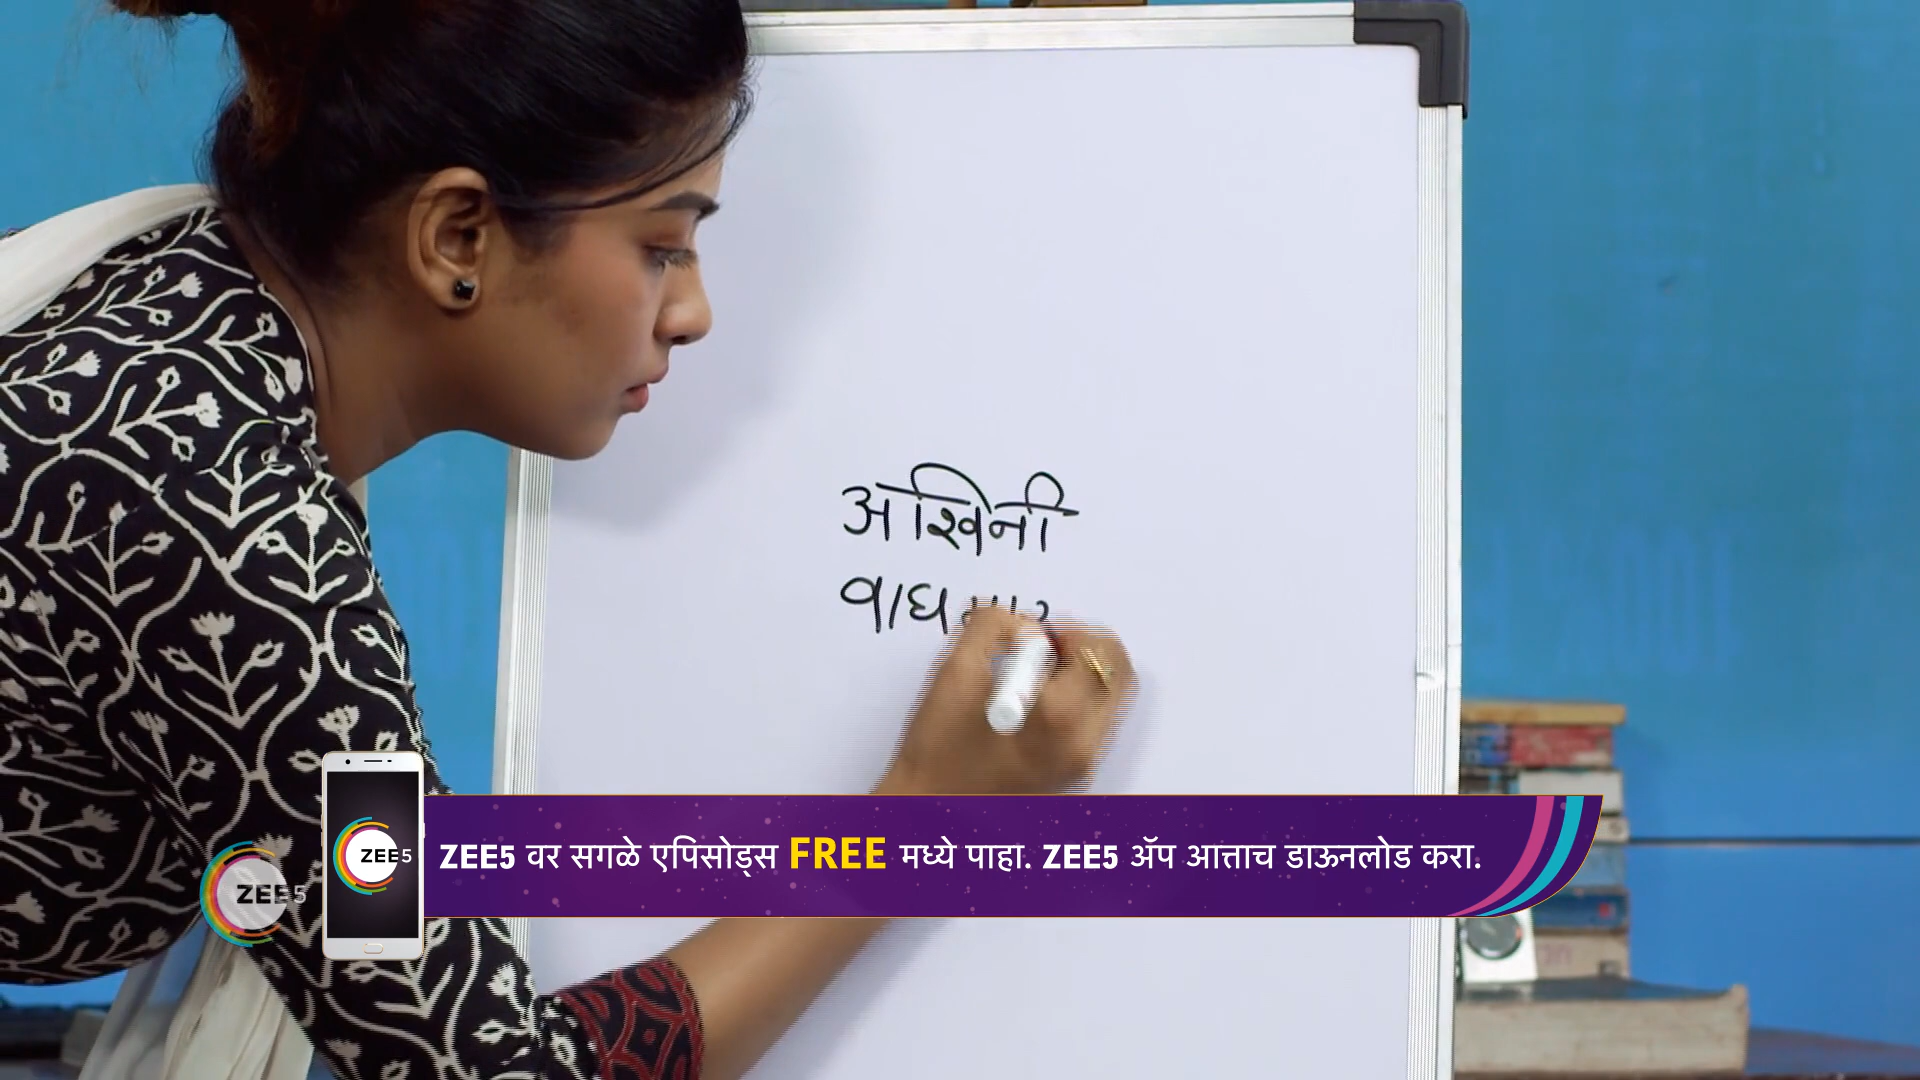 अश्विनी
वाघ
ZEE5 वर सगळे एपिसोड्स FREE मध्ये पाहा. ZEE5 ॲप आत्ताच डाऊनलोड करा.
ZEE5
ZEE5